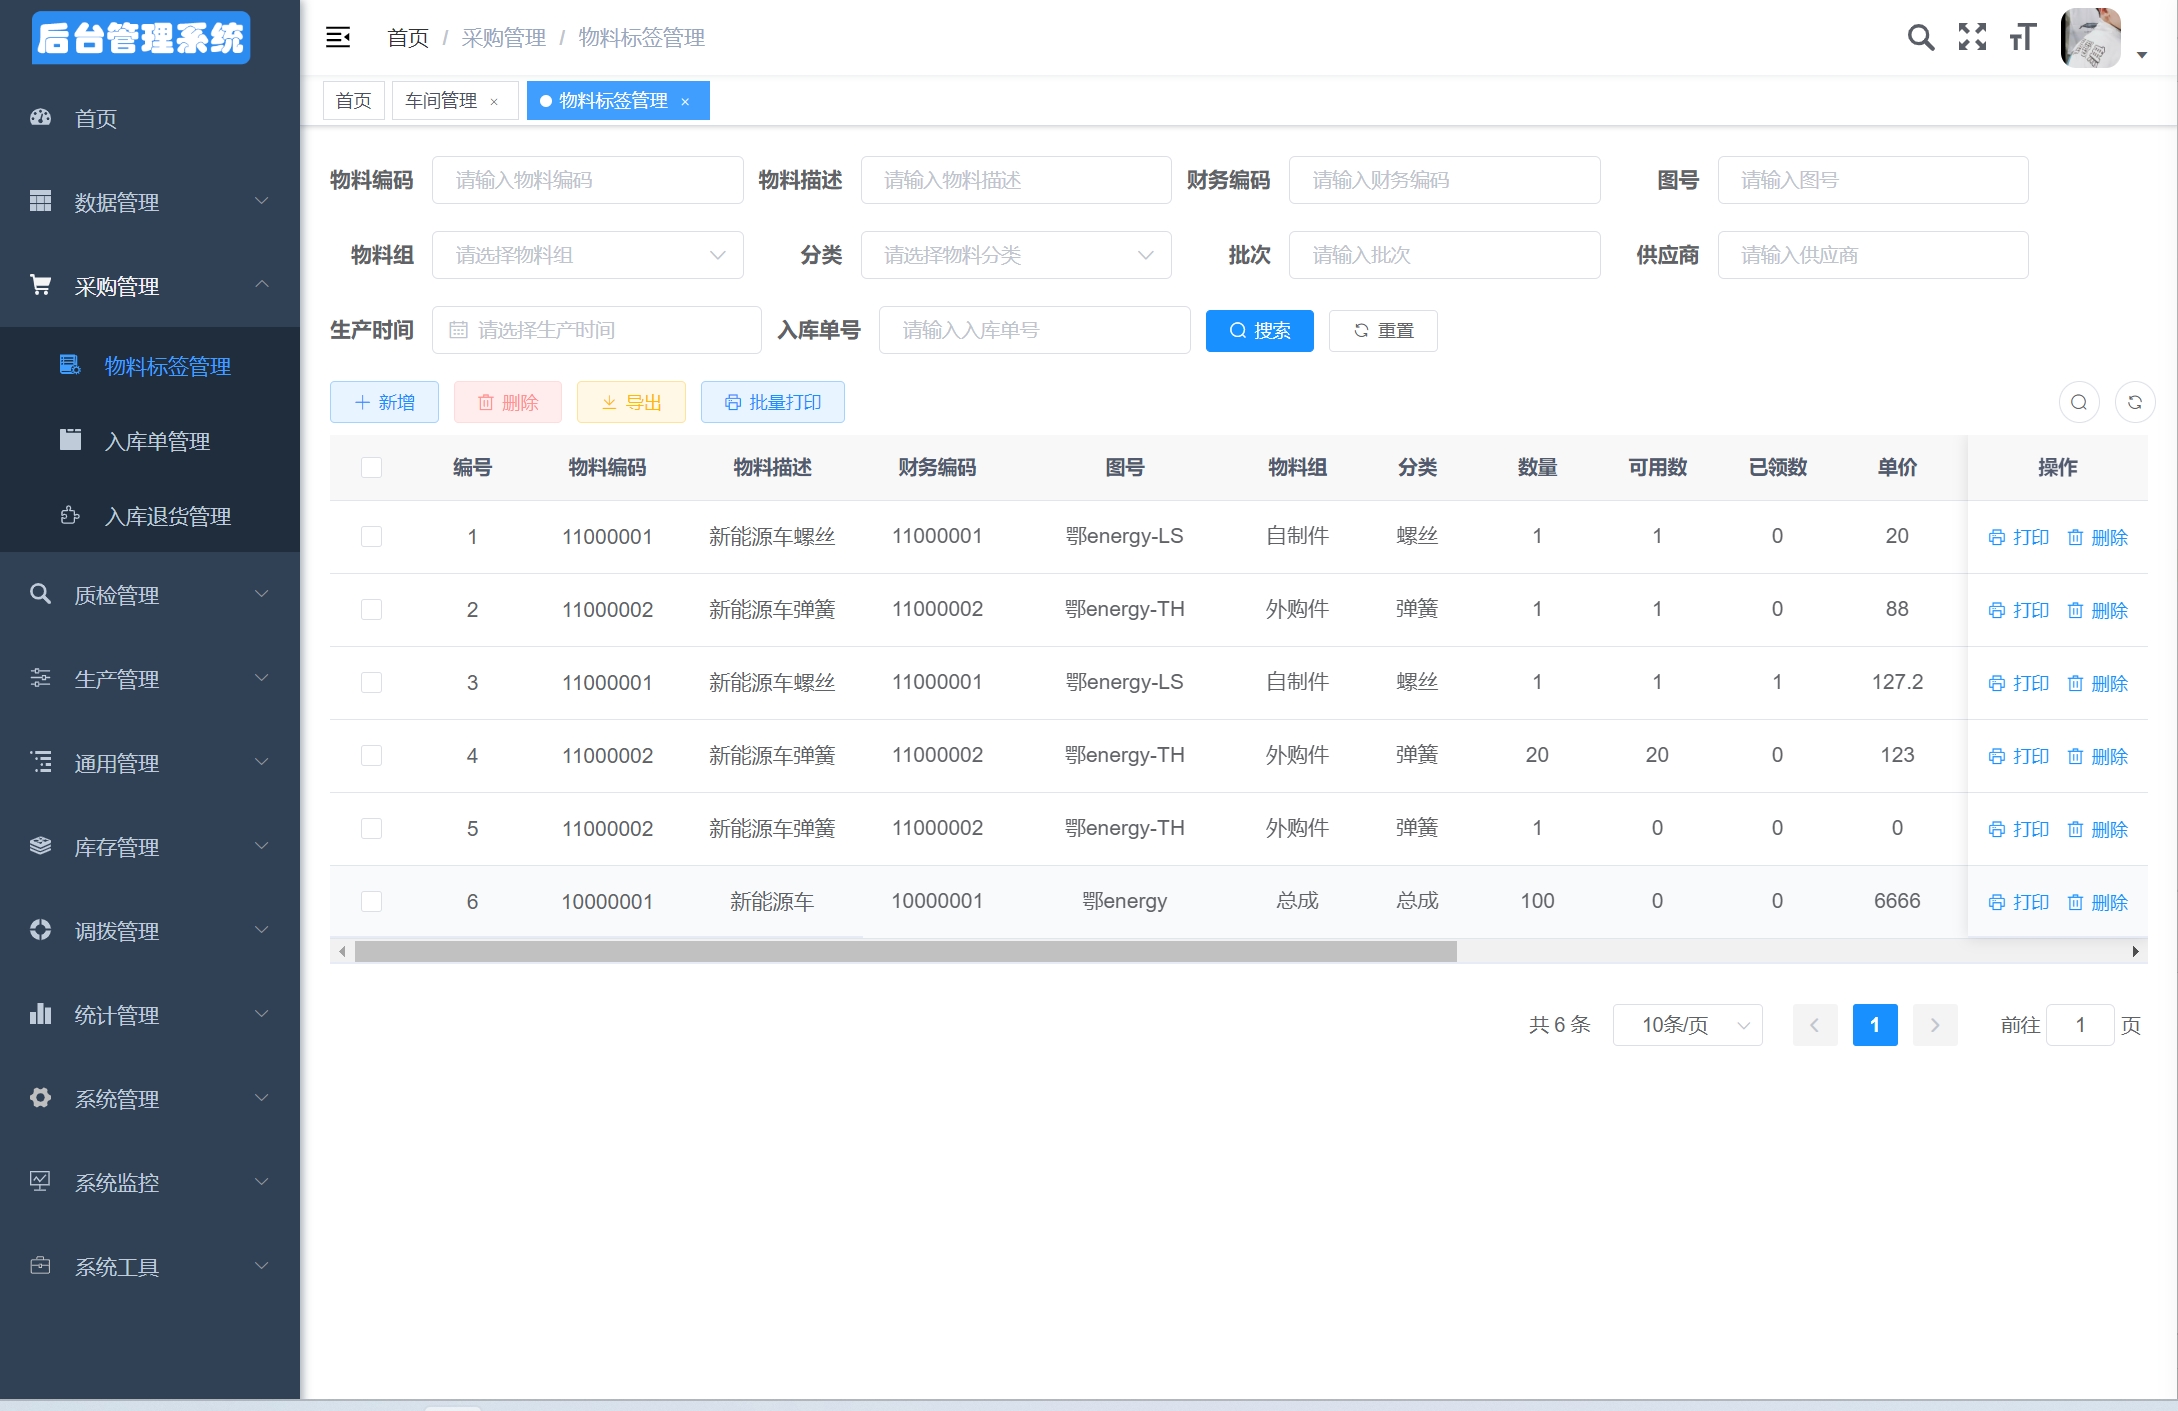 后台管理系统
首页
数据管理
采购管理
物料标签管理
入库单管理
入库退货管理
质检管理
生产管理
通用管理
库存管理
调拨管理
统计管理
系统管理
系统监控
系统工具
首页 / 采购管理 / 物料标签管理
首页 车间管理 × 物料标签管理 ×
物料编码 请输入物料编码 物料描述 请输入物料描述 财务编码 请输入财务编码 图号 请输入图号
物料组 请选择物料组 分类 请选择物料分类 批次 请输入批次 供应商 请输入供应商
生产时间 请选择生产时间 入库单号 请输入入库单号 搜索 重置
新增 删除 导出 批量打印
编号 物料编码 物料描述 财务编码 图号 物料组 分类 数量 可用数 已领数 单价 操作
1 11000001 新能源车螺丝 11000001 鄂energy-LS 自制件 螺丝 1 1 0 20 打印 删除
2 11000002 新能源车弹簧 11000002 鄂energy-TH 外购件 弹簧 1 1 0 88 打印 删除
3 11000001 新能源车螺丝 11000001 鄂energy-LS 自制件 螺丝 1 1 1 127.2 打印 删除
4 11000002 新能源车弹簧 11000002 鄂energy-TH 外购件 弹簧 20 20 0 123 打印 删除
5 11000002 新能源车弹簧 11000002 鄂energy-TH 外购件 弹簧 1 0 0 0 打印 删除
6 10000001 新能源车 10000001 鄂energy 总成 总成 100 0 0 6666 打印 删除
共 6 条 10条/页 1 前往 1 页